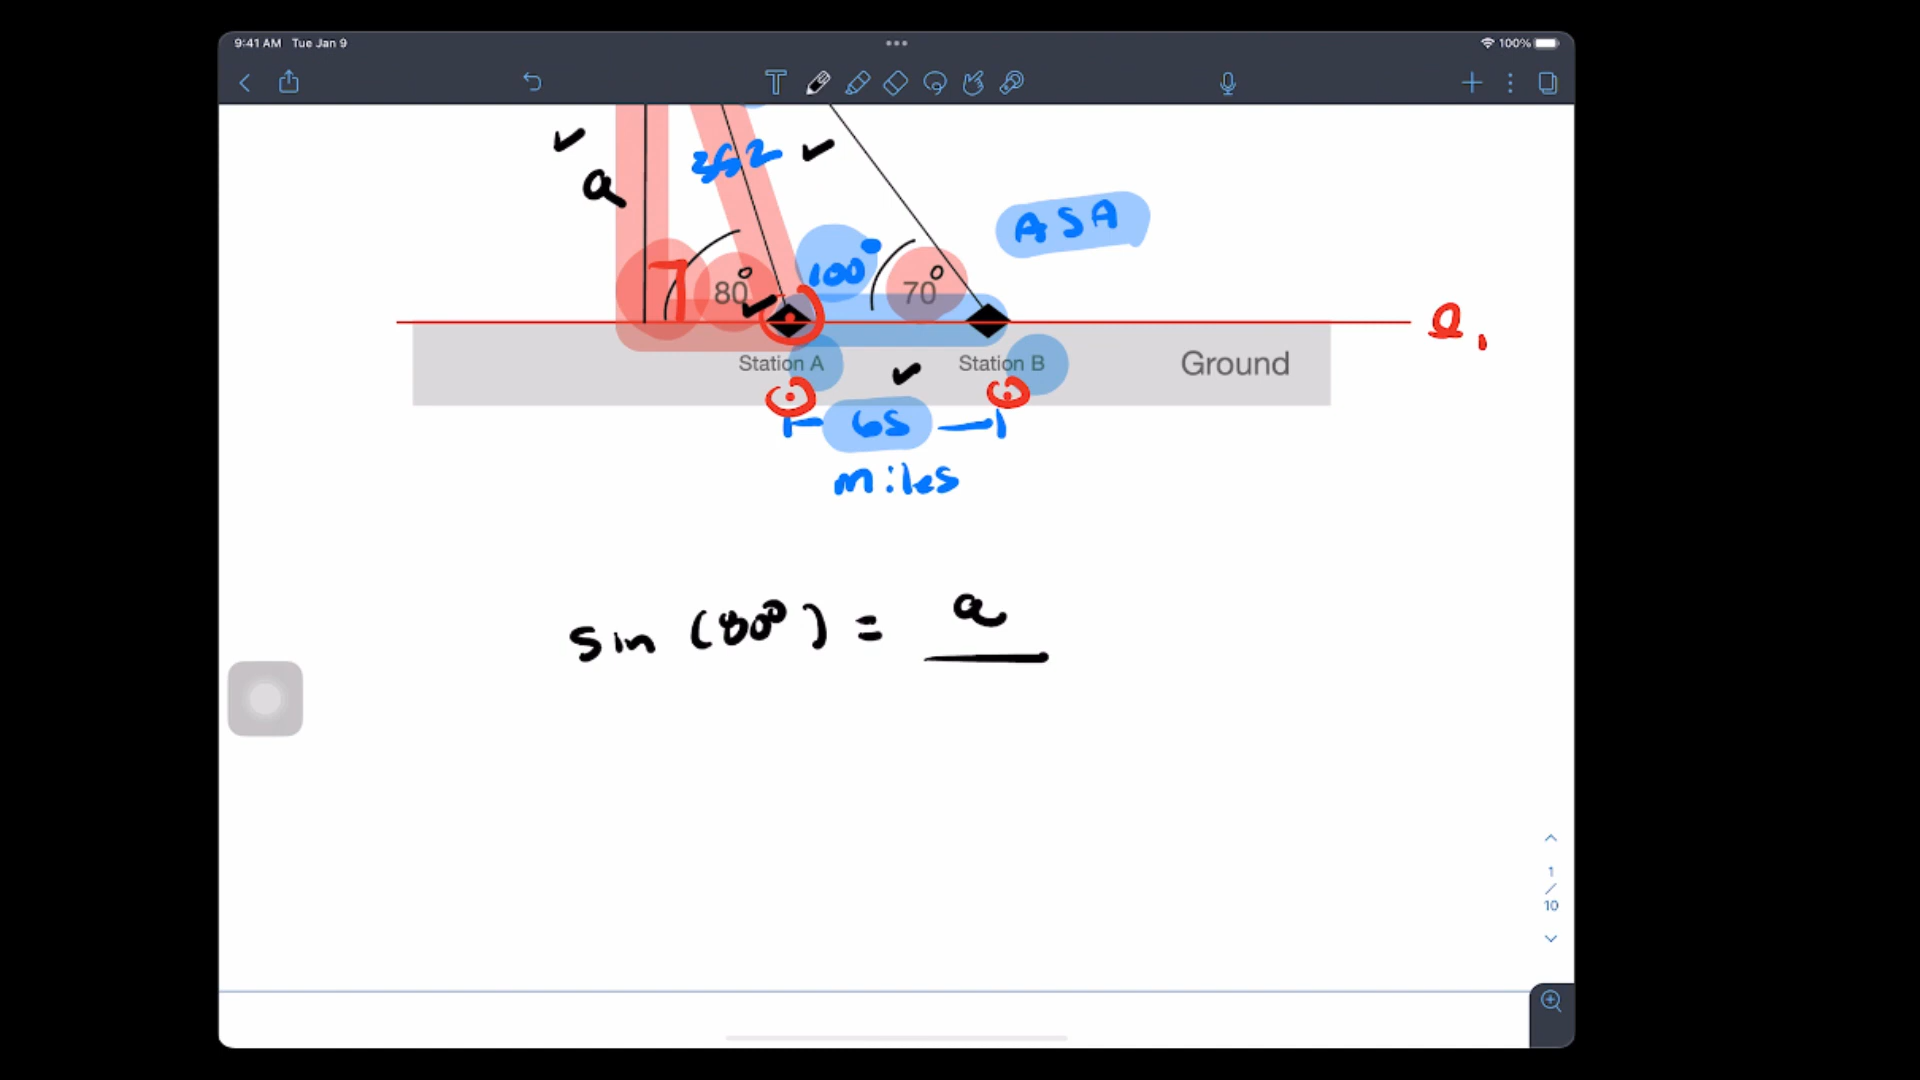 9:41 AM Tue Jan 9
100%
T
a
352
ASA
100°
80°
70°
a.
Station A
Station B
Ground
65
miles
sin (80°) = a
1
/
10